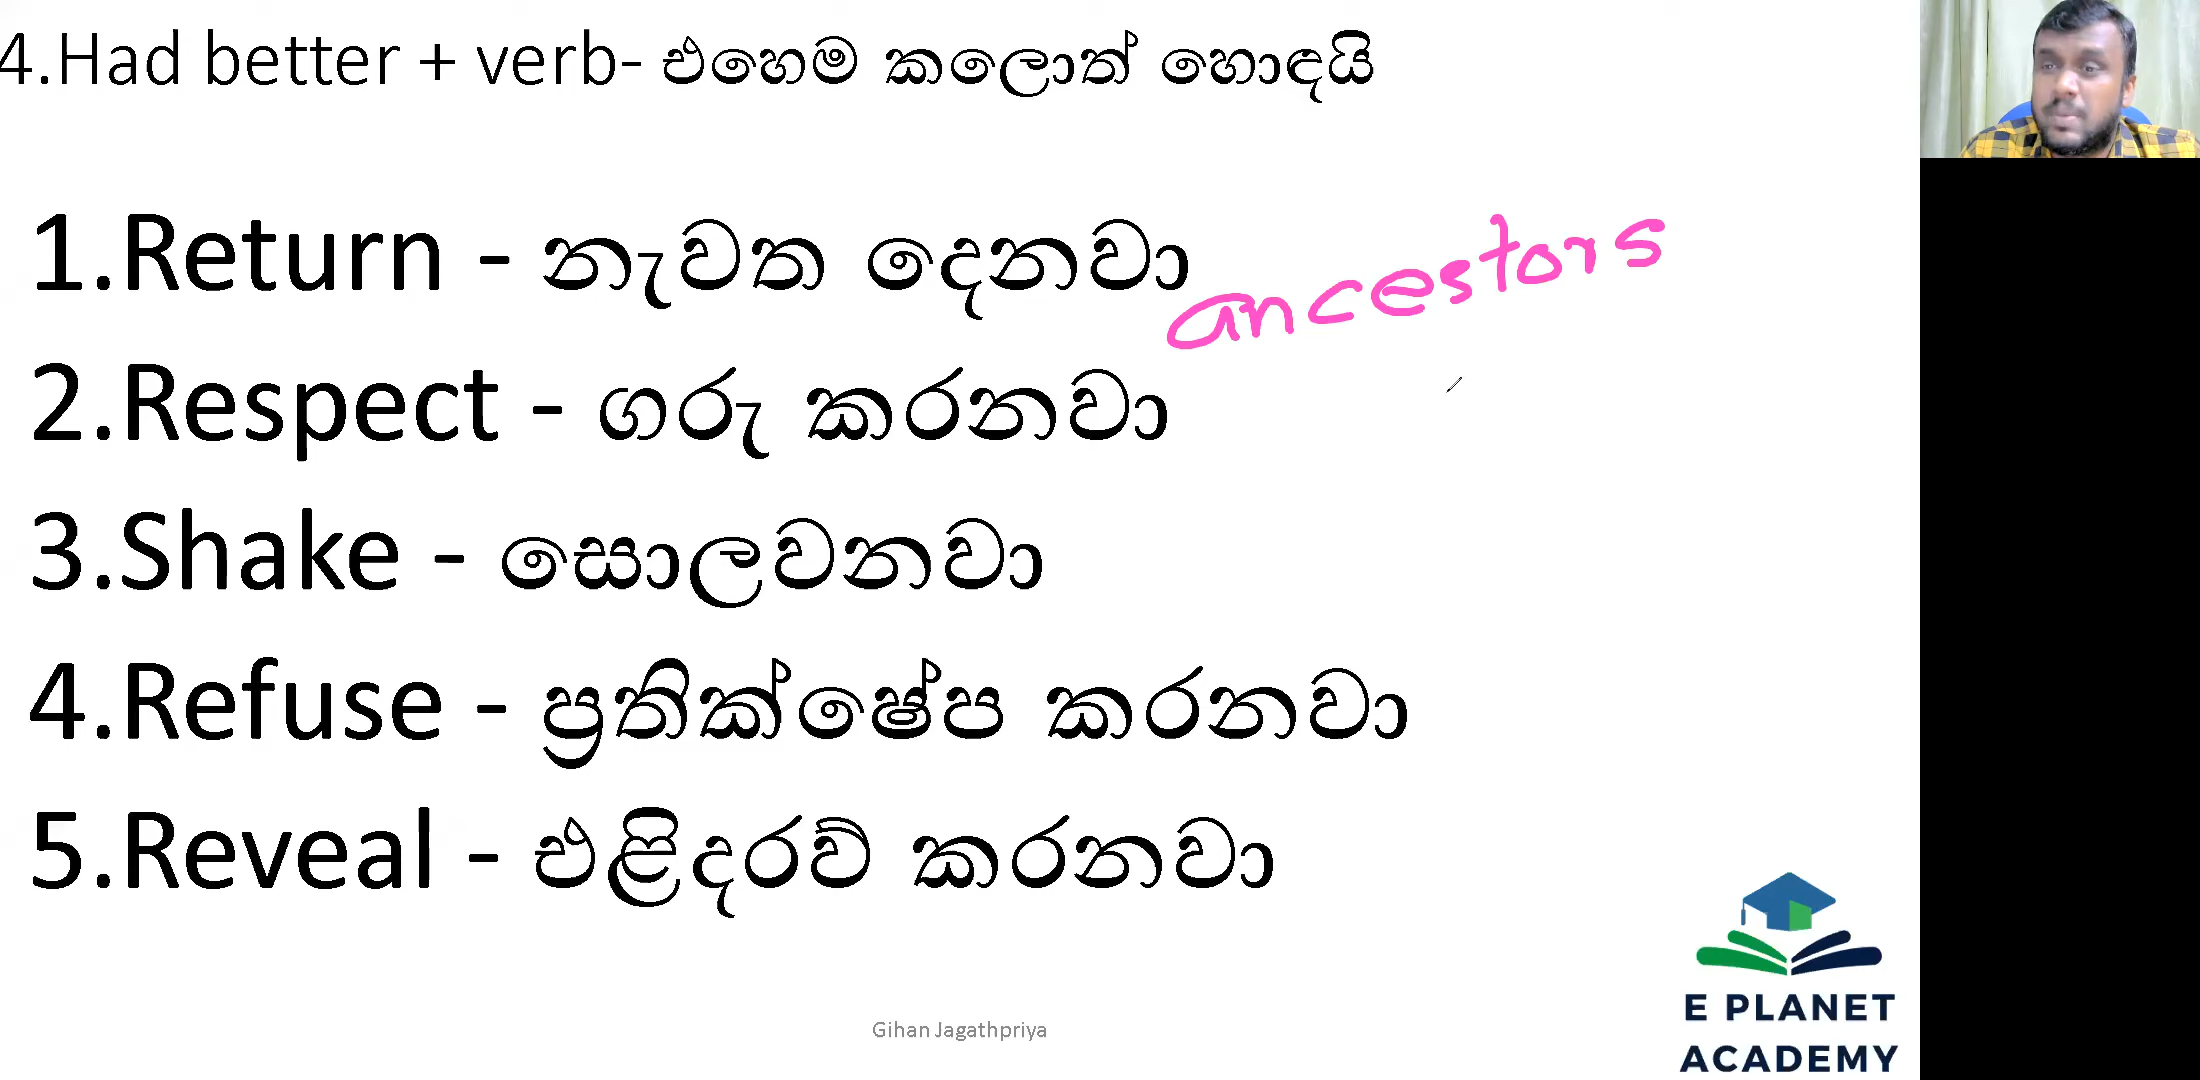 4.Had better + verb- එහෙම කලොත් හොඳයි
1.Return - නැවත දෙනවා
ancestors
2.Respect - ගරු කරනවා
3.Shake - සොලවනවා
4.Refuse - ප්‍රතික්ෂේප කරනවා
5.Reveal - එළිදරව් කරනවා
Gihan Jagathpriya
E PLANET
ACADEMY